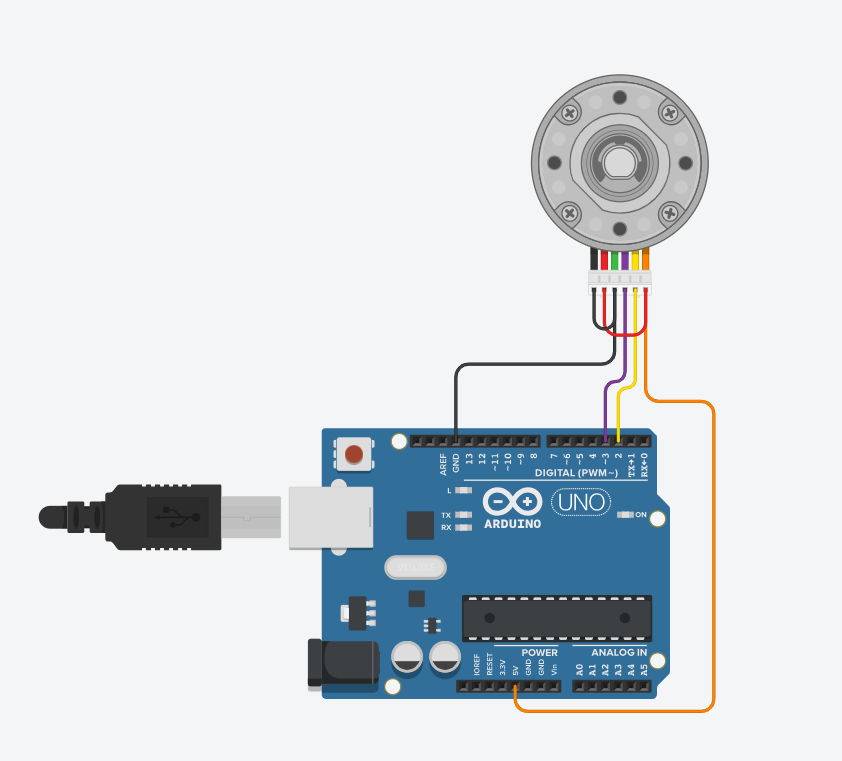 AREF
GND
13
12
~11
~10
~9
8
7
~6
~5
4
~3
2
TX→1
RX←0
DIGITAL (PWM~)
L
TX
RX
UNO
ARDUINO
ON
POWER
ANALOG IN
IOREF
RESET
3.3V
5V
GND
GND
Vin
A0
A1
A2
A3
A4
A5